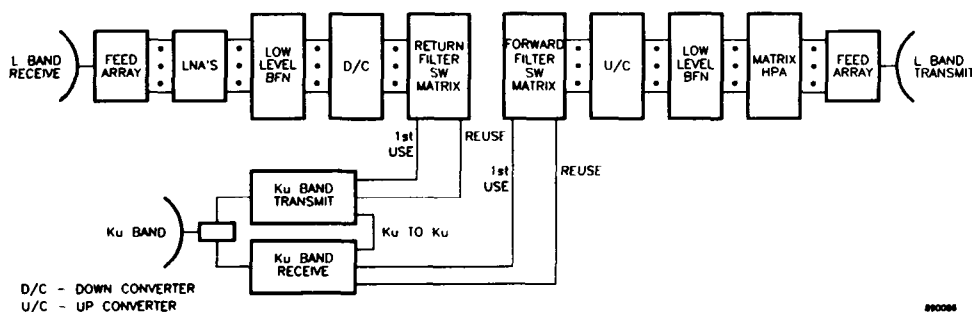 L BAND
RECEIVE
FEED
ARRAY
LNA'S
LOW
LEVEL
BFN
D/C
RETURN
FILTER
SW
MATRIX
FORWARD
FILTER
SW
MATRIX
U/C
LOW
LEVEL
BFN
MATRIX
HPA
FEED
ARRAY
L BAND
TRANSMIT
1st
USE
REUSE
1st
USE
REUSE
Ku BAND
TRANSMIT
Ku BAND
Ku TO Ku
Ku BAND
RECEIVE
D/C - DOWN CONVERTER
U/C - UP CONVERTER